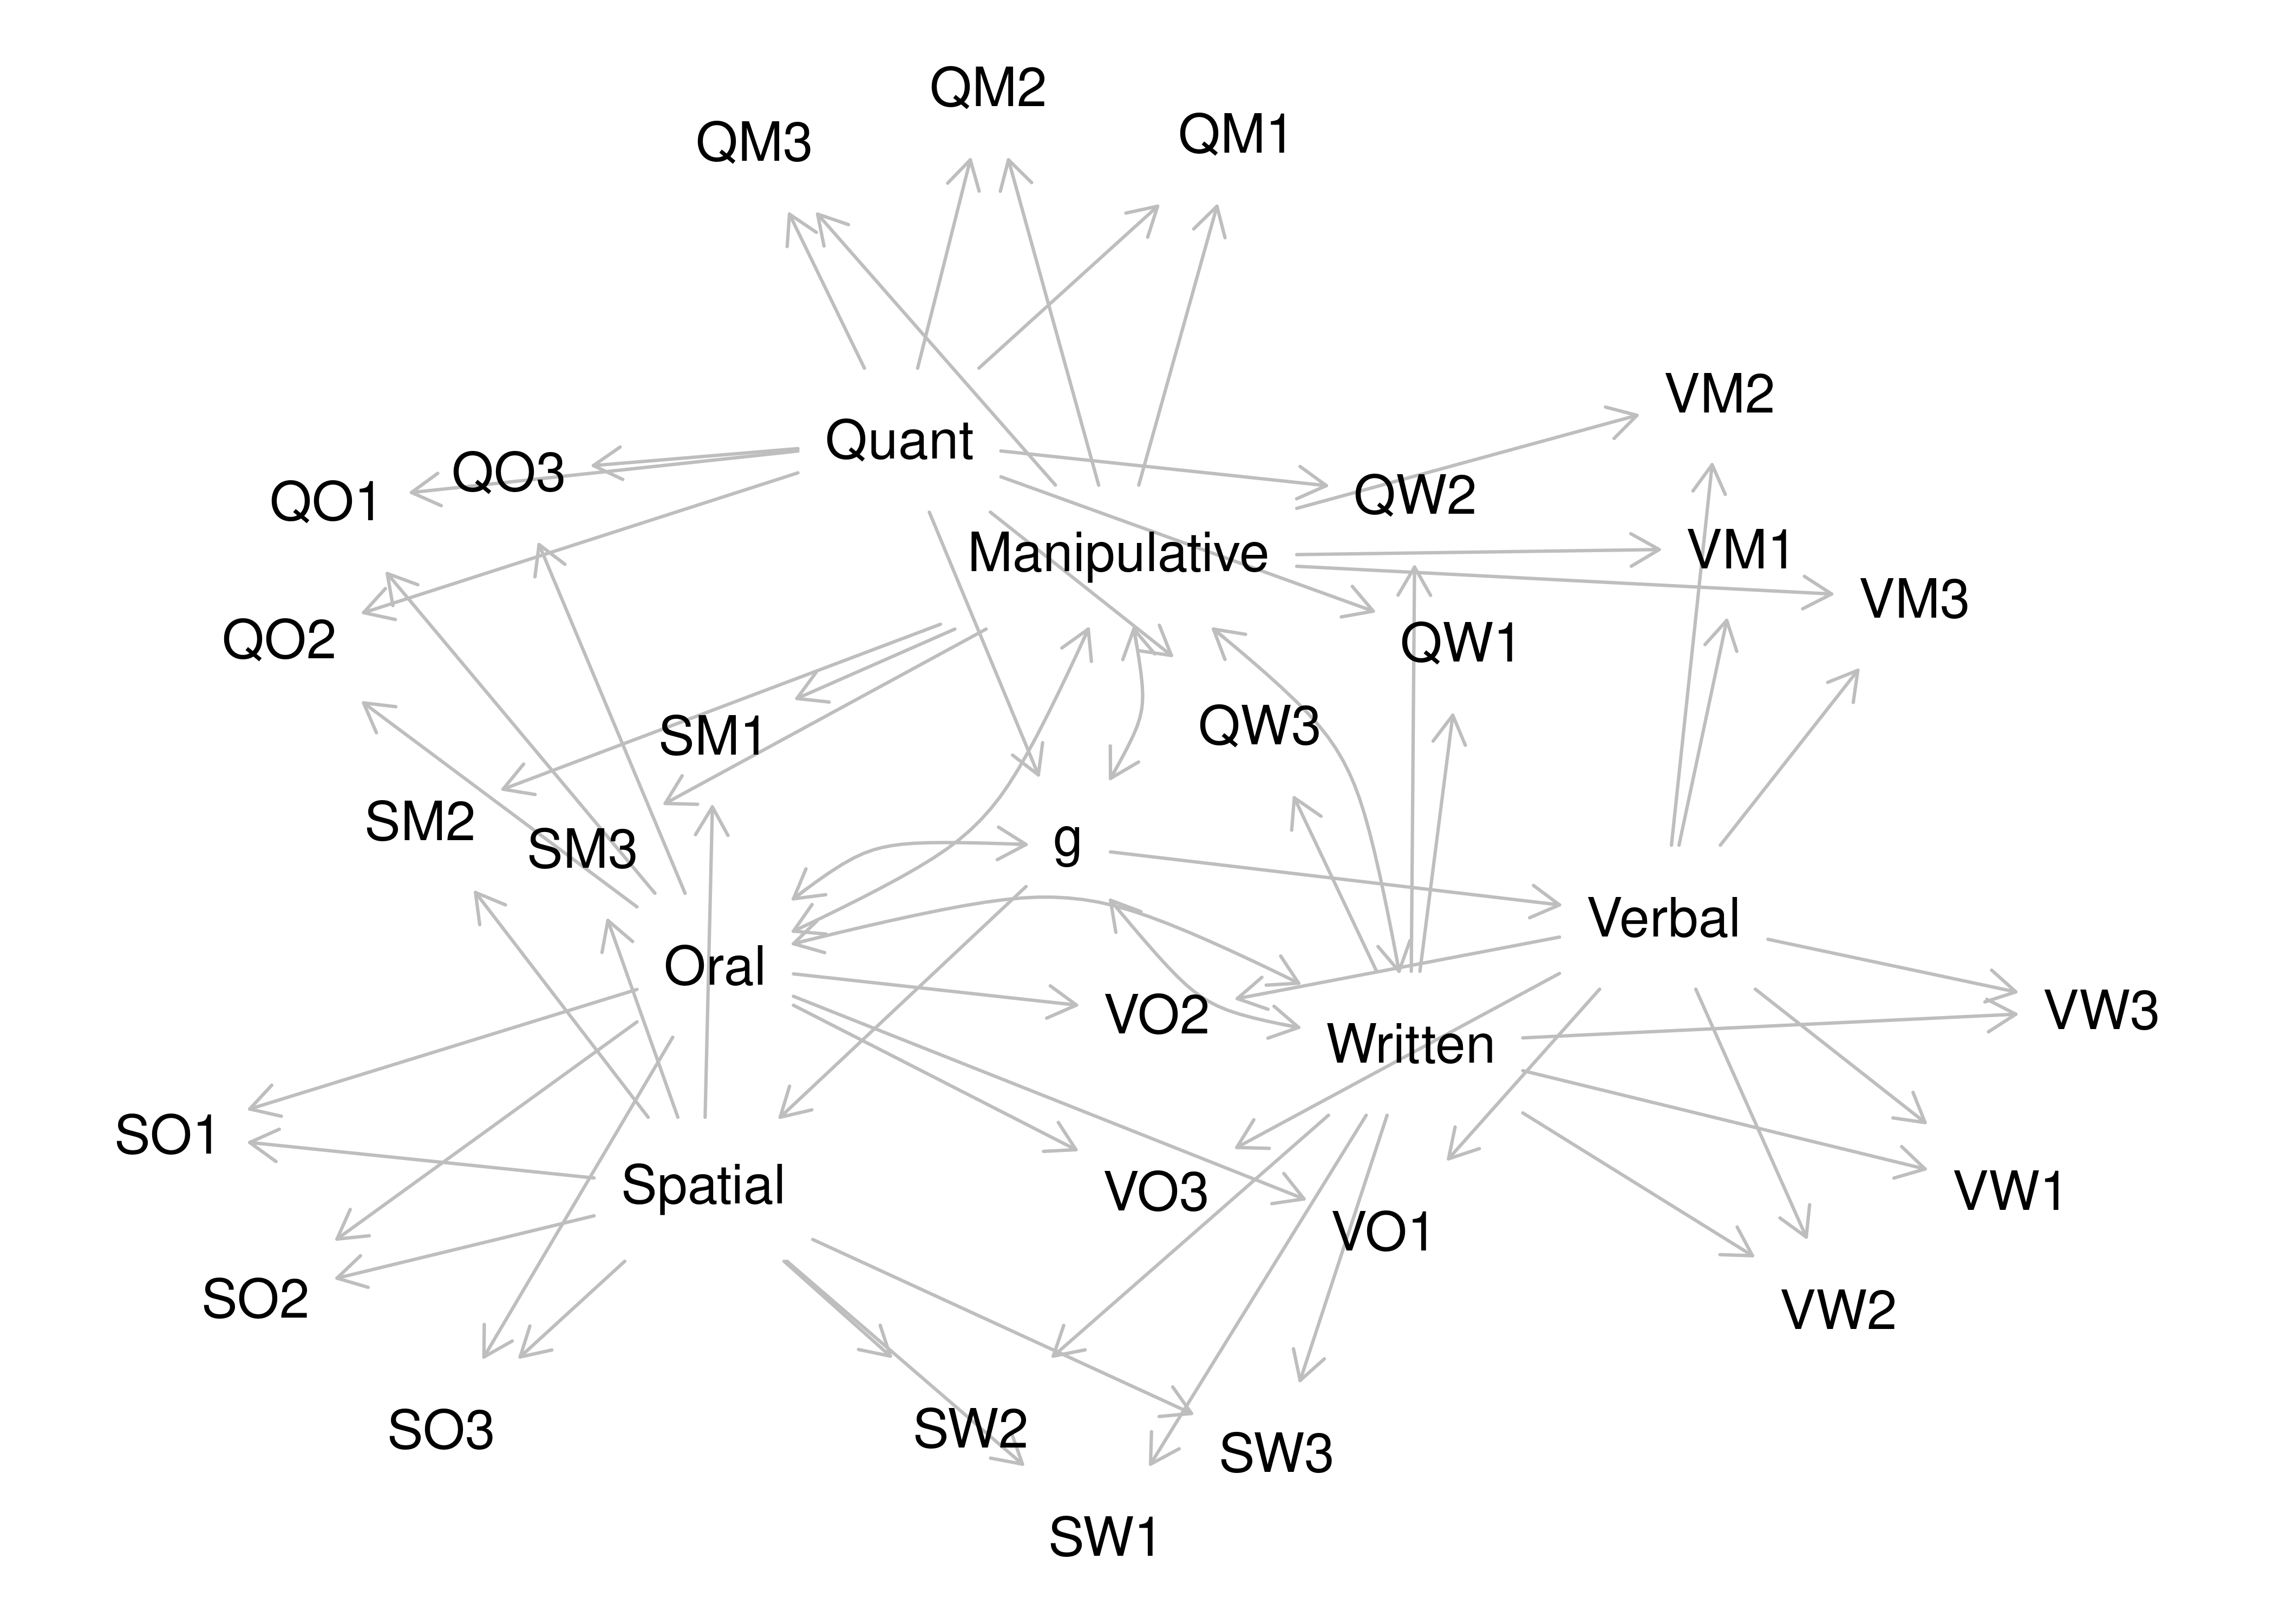 QM2
QM3
QM1
VM2
Quant
QO3
QO1
QW2
Manipulative
VM1
VM3
QO2
QW1
SM1
QW3
SM2
SM3
g
Verbal
Oral
VO2
VW3
Written
SO1
Spatial
VO3
VW1
VO1
SO2
VW2
SO3
SW2
SW3
SW1